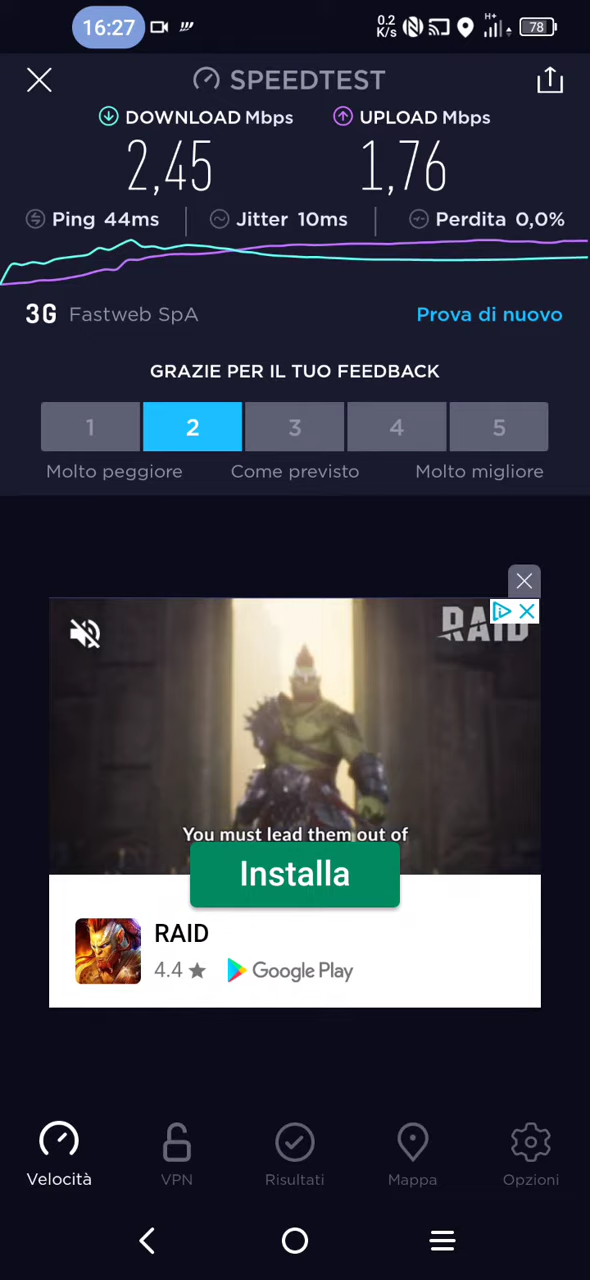 16:27
0.2
K/s
H+
78
SPEEDTEST
DOWNLOAD Mbps
UPLOAD Mbps
2,45
1,76
Ping 44ms
Jitter 10ms
Perdita 0,0%
3G Fastweb SpA
Prova di nuovo
GRAZIE PER IL TUO FEEDBACK
1
2
3
4
5
Molto peggiore
Come previsto
Molto migliore
RAID
You must lead them out of
Installa
RAID
4.4 ★
Google Play
Velocità
VPN
Risultati
Mappa
Opzioni